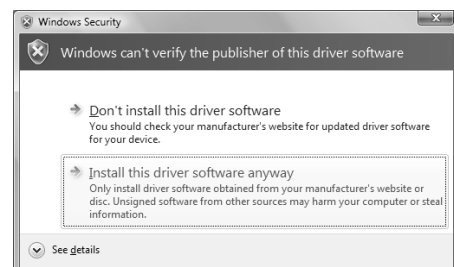 Windows Security
Windows can't verify the publisher of this driver software
Don't install this driver software
You should check your manufacturer's website for updated driver software
for your device.
Install this driver software anyway
Only install driver software obtained from your manufacturer's website or
disc. Unsigned software from other sources may harm your computer or steal
information.
See details